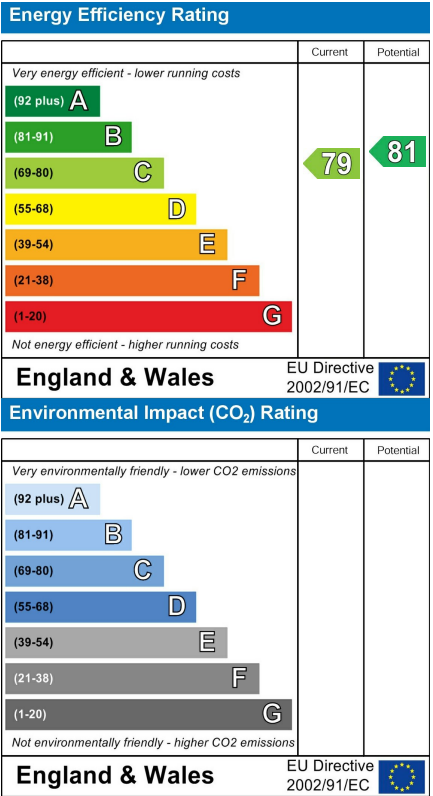 Energy Efficiency Rating
Current Potential
Very energy efficient - lower running costs
(92 plus) A
(81-91) B
(69-80) C
(55-68) D
(39-54) E
(21-38) F
(1-20) G
79
81
Not energy efficient - higher running costs
England & Wales
EU Directive
2002/91/EC
Environmental Impact (CO₂) Rating
Current Potential
Very environmentally friendly - lower CO2 emissions
(92 plus) A
(81-91) B
(69-80) C
(55-68) D
(39-54) E
(21-38) F
(1-20) G
Not environmentally friendly - higher CO2 emissions
England & Wales
EU Directive
2002/91/EC